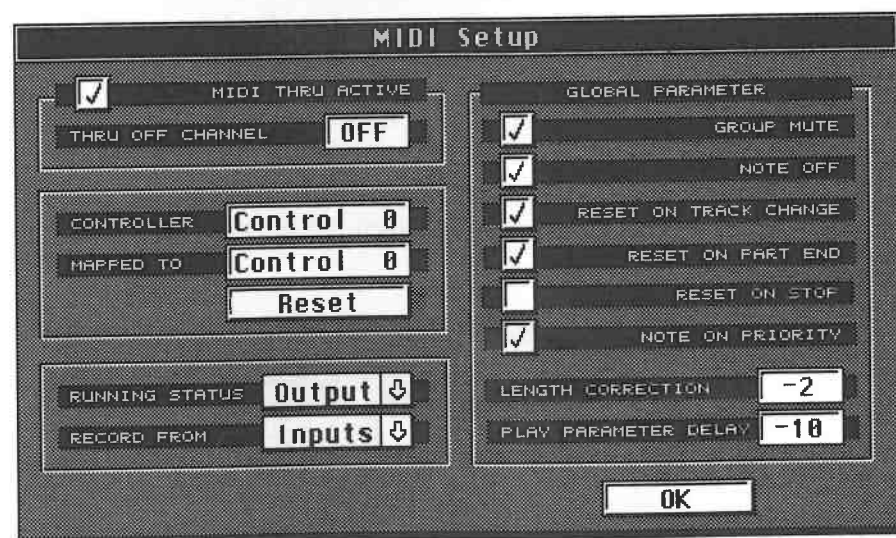 MIDI Setup
MIDI THRU ACTIVE
THRU OFF CHANNEL OFF
CONTROLLER Control 0
MAPPED TO Control 0
Reset
RUNNING STATUS Output
RECORD FROM Inputs
GLOBAL PARAMETER
GROUP MUTE
NOTE OFF
RESET ON TRACK CHANGE
RESET ON PART END
RESET ON STOP
NOTE ON PRIORITY
LENGTH CORRECTION -2
PLAY PARAMETER DELAY -10
OK